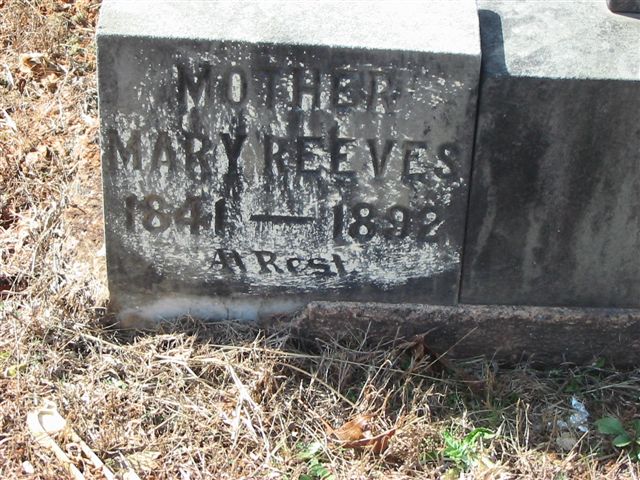 MOTHER
MARY REEVES
1841 — 1892
At Rest